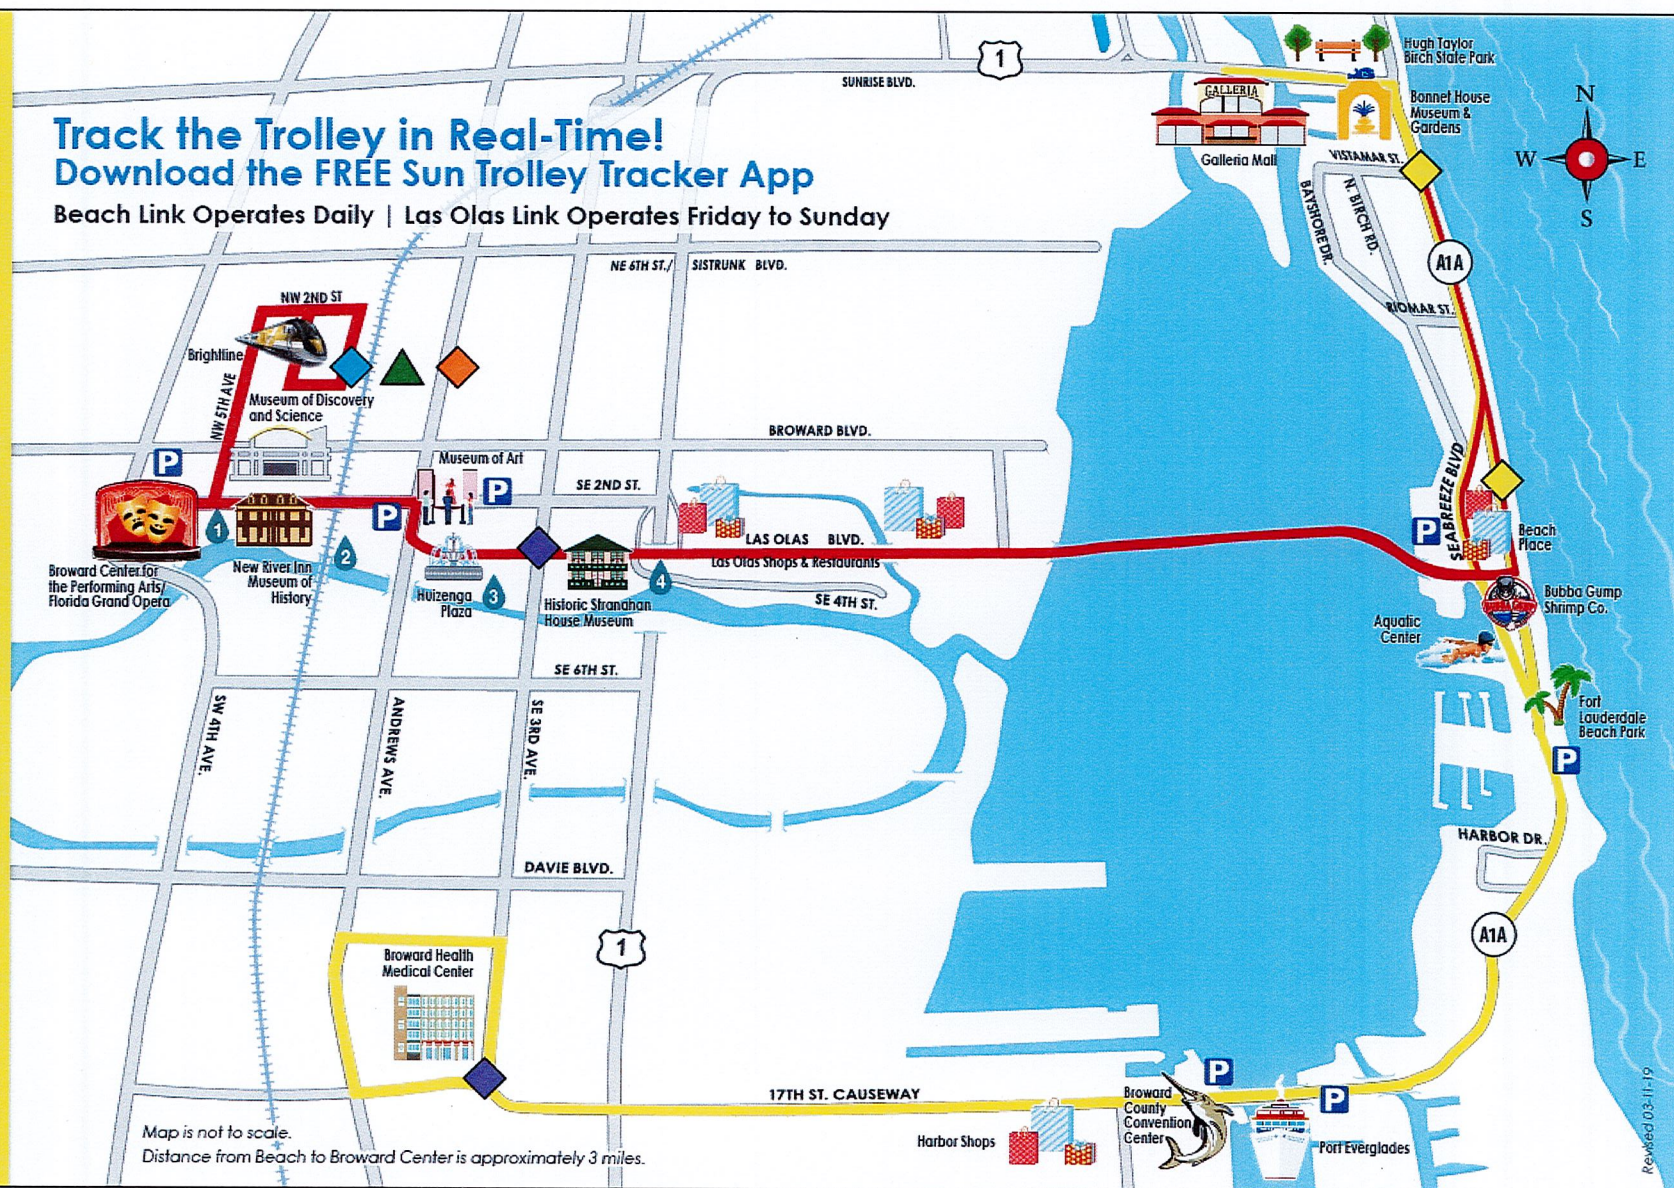 Track the Trolley in Real-Time!
Download the FREE Sun Trolley Tracker App
Beach Link Operates Daily | Las Olas Link Operates Friday to Sunday
1
SUNRISE BLVD.
GALLERIA
Galleria Mall
Hugh Taylor
Birch State Park
Bonnet House
Museum &
Gardens
N
W
E
S
VISTAMAR ST.
BAYSHORE DR.
N. BIRCH RD.
A1A
RIOMAR ST.
NE 6TH ST./ SISTRUNK BLVD.
NW 2ND ST
Brightline
NW 5TH AVE
Museum of Discovery
and Science
BROWARD BLVD.
P
Museum of Art
P
SE 2ND ST.
P
1
2
3
4
Broward Center for
the Performing Arts/
Florida Grand Opera
New River Inn
Museum of
History
Huizenga
Plaza
Historic Stranahan
House Museum
LAS OLAS BLVD.
Las Olas Shops & Restaurants
SE 4TH ST.
P
SEABREEZE BLVD
Beach
Place
BUBBA GUMP
Bubba Gump
Shrimp Co.
Aquatic
Center
Fort
Lauderdale
Beach Park
P
SE 6TH ST.
SW 4TH AVE.
ANDREWS AVE.
SE 3RD AVE.
HARBOR DR.
DAVIE BLVD.
A1A
1
Broward Health
Medical Center
17TH ST. CAUSEWAY
P
P
Harbor Shops
Broward
County
Convention
Center
Port Everglades
Map is not to scale.
Distance from Beach to Broward Center is approximately 3 miles.
Revised 03-11-19